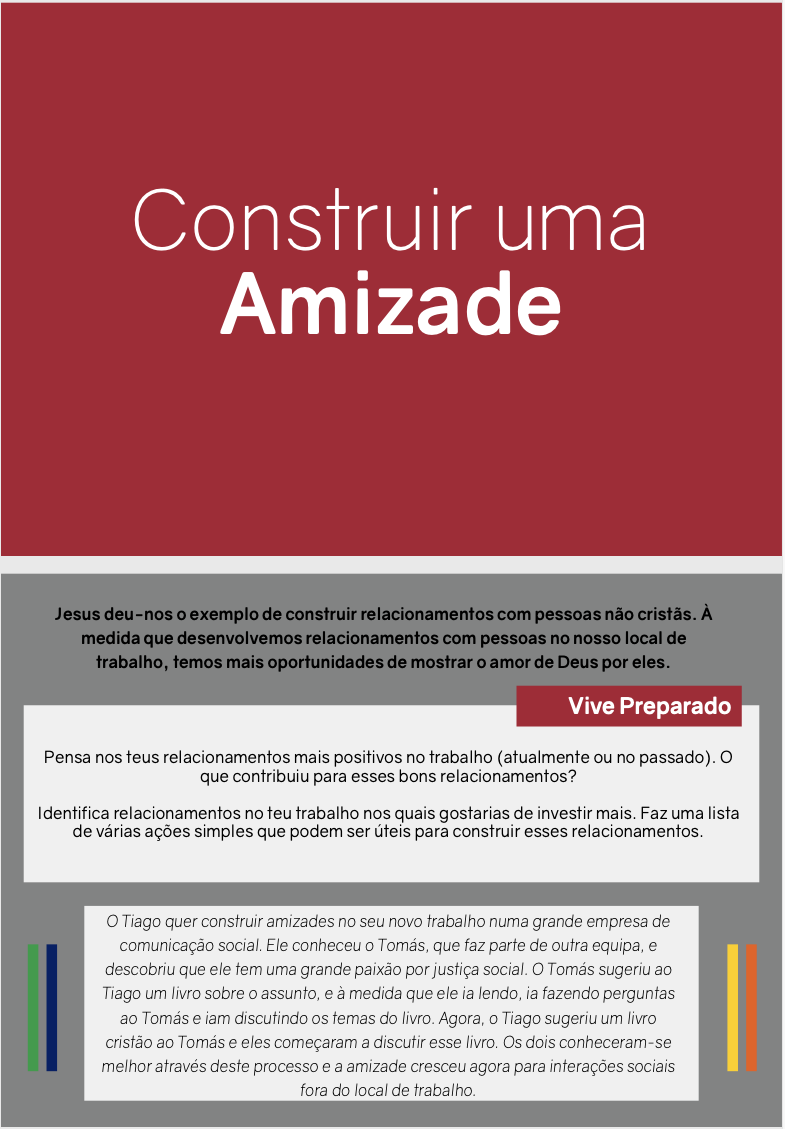 Construir uma
Amizade
Jesus deu-nos o exemplo de construir relacionamentos com pessoas não cristãs. À
medida que desenvolvemos relacionamentos com pessoas no nosso local de
trabalho, temos mais oportunidades de mostrar o amor de Deus por eles.
Vive Preparado
Pensa nos teus relacionamentos mais positivos no trabalho (atualmente ou no passado). O
que contribuiu para esses bons relacionamentos?
Identifica relacionamentos no teu trabalho nos quais gostarias de investir mais. Faz uma lista
de várias ações simples que podem ser úteis para construir esses relacionamentos.
O Tiago quer construir amizades no seu novo trabalho numa grande empresa de
comunicação social. Ele conheceu o Tomás, que faz parte de outra equipa, e
descobriu que ele tem uma grande paixão por justiça social. O Tomás sugeriu ao
Tiago um livro sobre o assunto, e à medida que ele ia lendo, ia fazendo perguntas
ao Tomás e iam discutindo os temas do livro. Agora, o Tiago sugeriu um livro
cristão ao Tomás e eles começaram a discutir esse livro. Os dois conheceram-se
melhor através deste processo e a amizade cresceu agora para interações sociais
fora do local de trabalho.